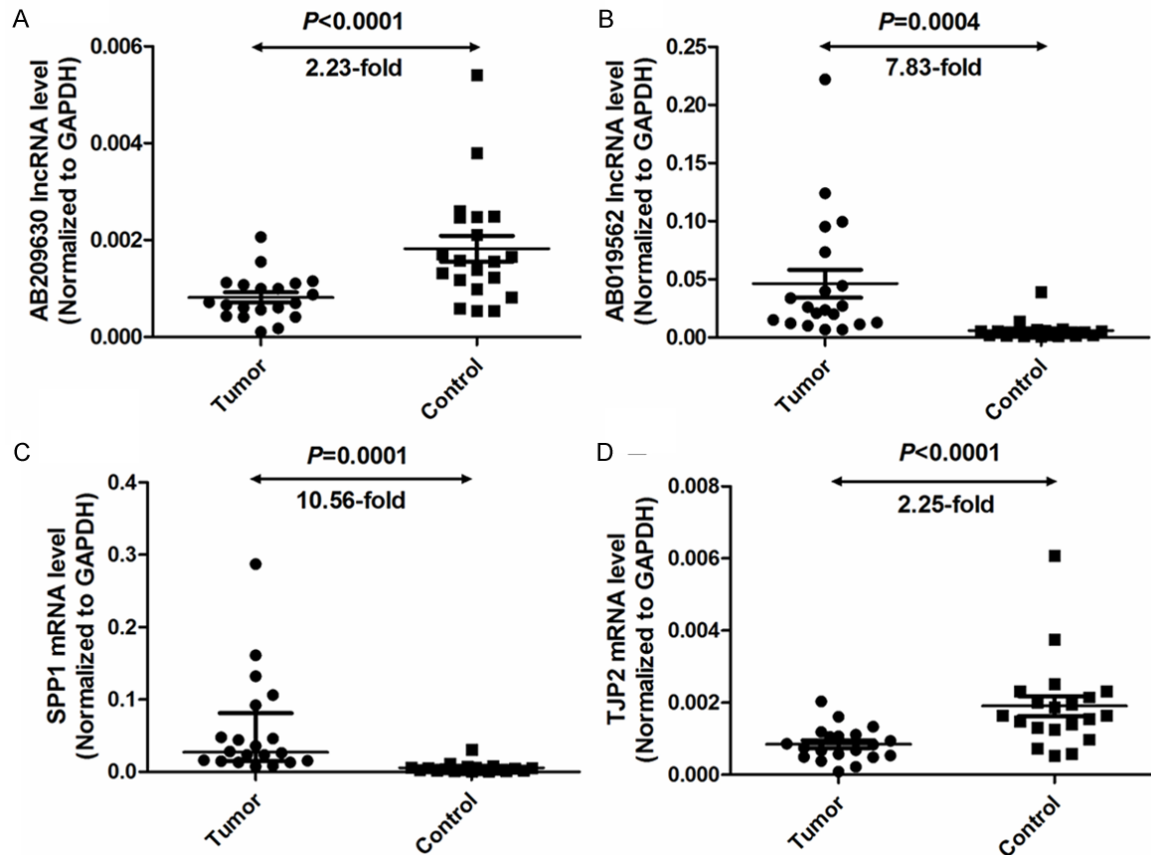 A
P<0.0001
2.23-fold
AB209630 lncRNA level
(Normalized to GAPDH)
0.006
0.004
0.002
0.000
Tumor
Control
B
P=0.0004
7.83-fold
AB019562 lncRNA level
(Normalized to GAPDH)
0.25
0.20
0.15
0.10
0.05
0.00
Tumor
Control
C
P=0.0001
10.56-fold
SPP1 mRNA level
(Normalized to GAPDH)
0.4
0.3
0.2
0.1
0.0
Tumor
Control
D
P<0.0001
2.25-fold
TJP2 mRNA level
(Normalized to GAPDH)
0.008
0.006
0.004
0.002
0.000
Tumor
Control